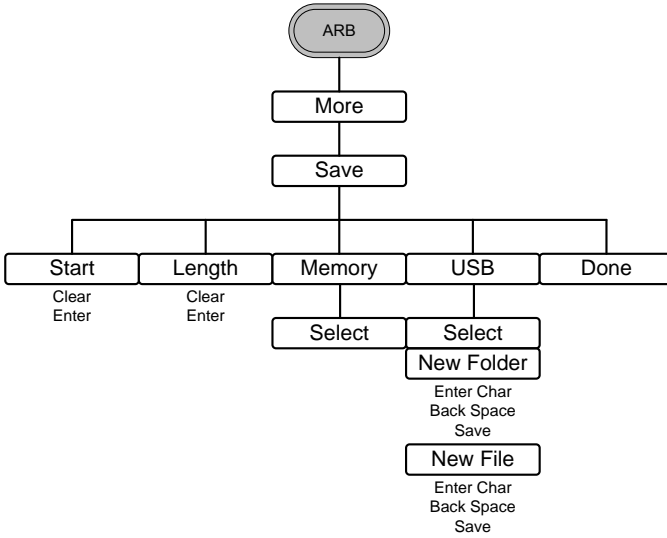 ARB
More
Save
Start
Length
Memory
USB
Done
Clear
Enter
Clear
Enter
Select
Select
New Folder
Enter Char
Back Space
Save
New File
Enter Char
Back Space
Save